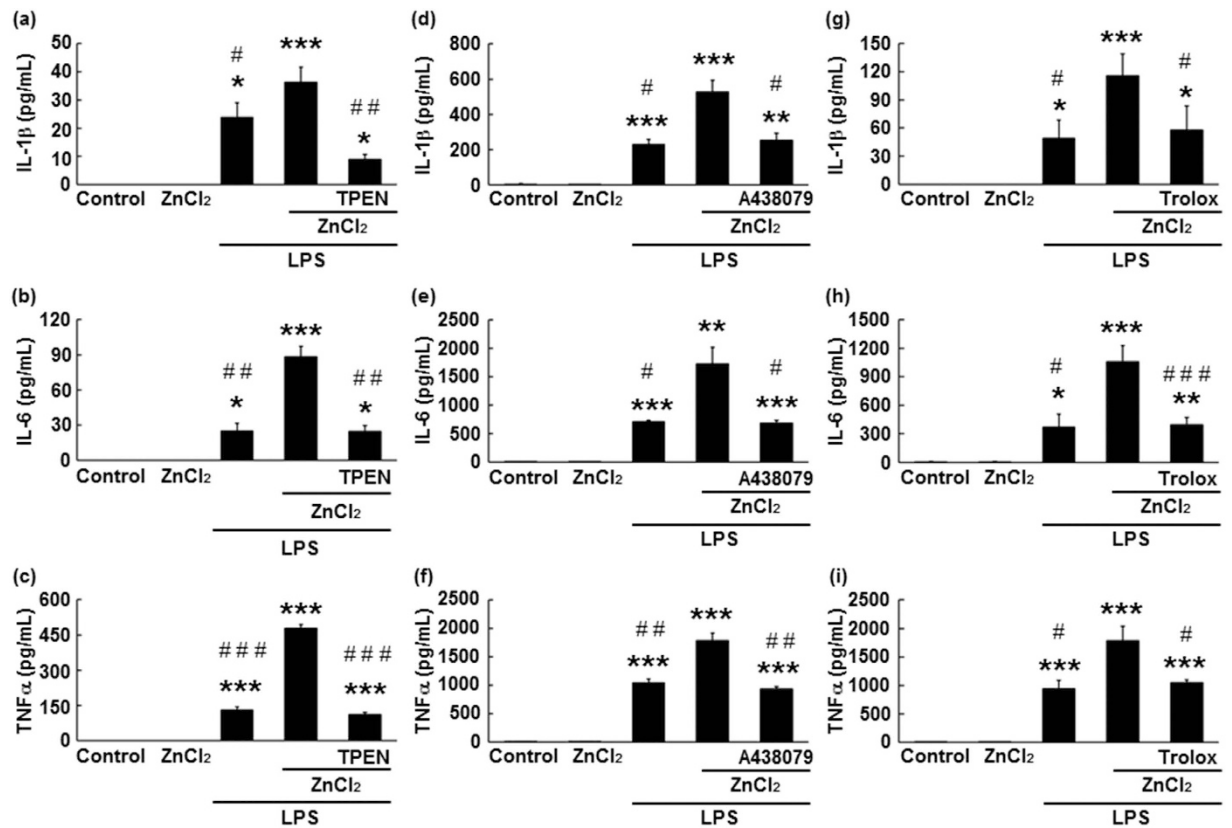 (a)
IL-1β (pg/mL)
50
40
30
20
10
0
#
*
***
# #
*
Control ZnCl₂ TPEN
ZnCl₂
LPS
(d)
IL-1β (pg/mL)
800
600
400
200
0
#
***
***
#
**
Control ZnCl₂ A438079
ZnCl₂
LPS
(g)
IL-1β (pg/mL)
150
120
90
60
30
0
#
*
***
#
*
Control ZnCl₂ Trolox
ZnCl₂
LPS
(b)
IL-6 (pg/mL)
120
90
60
30
0
# #
*
***
# #
*
Control ZnCl₂ TPEN
ZnCl₂
LPS
(e)
IL-6 (pg/mL)
2500
2000
1500
1000
500
0
#
***
**
#
***
Control ZnCl₂ A438079
ZnCl₂
LPS
(h)
IL-6 (pg/mL)
1500
1200
900
600
300
0
#
*
***
# # #
**
Control ZnCl₂ Trolox
ZnCl₂
LPS
(c)
TNFα (pg/mL)
600
450
300
150
0
# # #
***
***
# # #
***
Control ZnCl₂ TPEN
ZnCl₂
LPS
(f)
TNFα (pg/mL)
2500
2000
1500
1000
500
0
# #
***
***
# #
***
Control ZnCl₂ A438079
ZnCl₂
LPS
(i)
TNFα (pg/mL)
2500
2000
1500
1000
500
0
#
***
***
#
***
Control ZnCl₂ Trolox
ZnCl₂
LPS